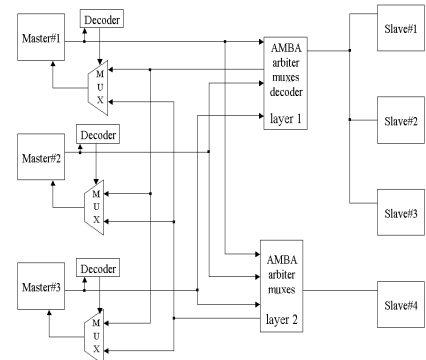 Master#1
Decoder
M
U
X
AMBA
arbiter
muxes
decoder
layer 1
Slave#1
Master#2
Decoder
M
U
X
Slave#2
Slave#3
Master#3
Decoder
M
U
X
AMBA
arbiter
muxes
layer 2
Slave#4